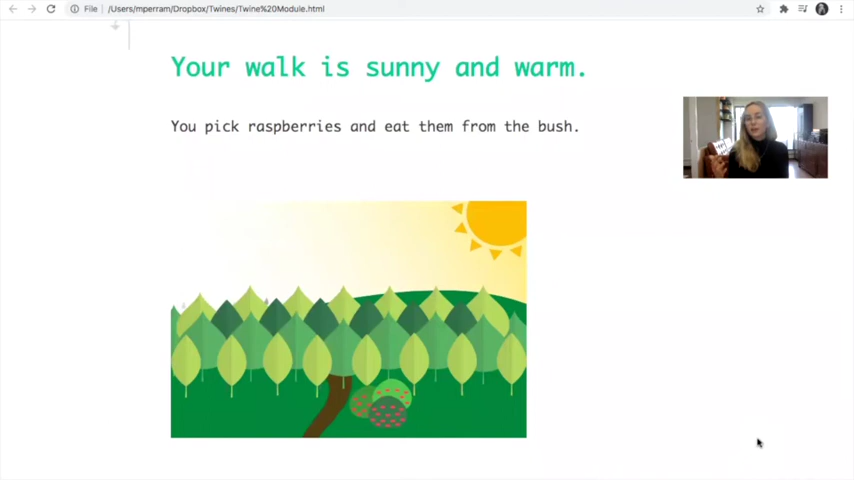 File
/Users/mperram/Dropbox/Twines/Twine%20Module.html
Your walk is sunny and warm.
You pick raspberries and eat them from the bush.